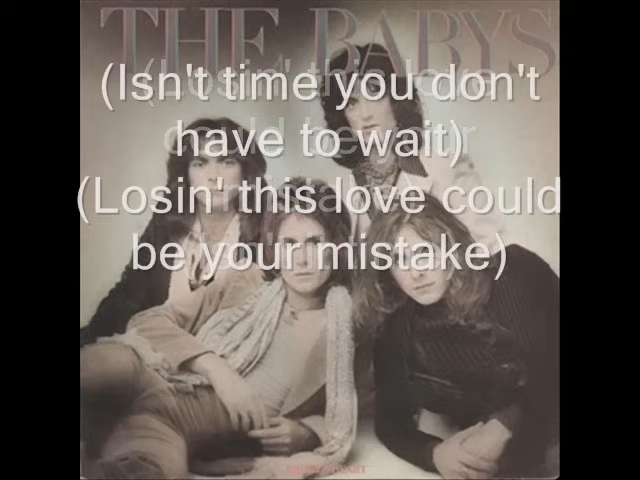 THE BABYS
(Isn't time you don't
have to wait)
(Losin' this love could
be your mistake)